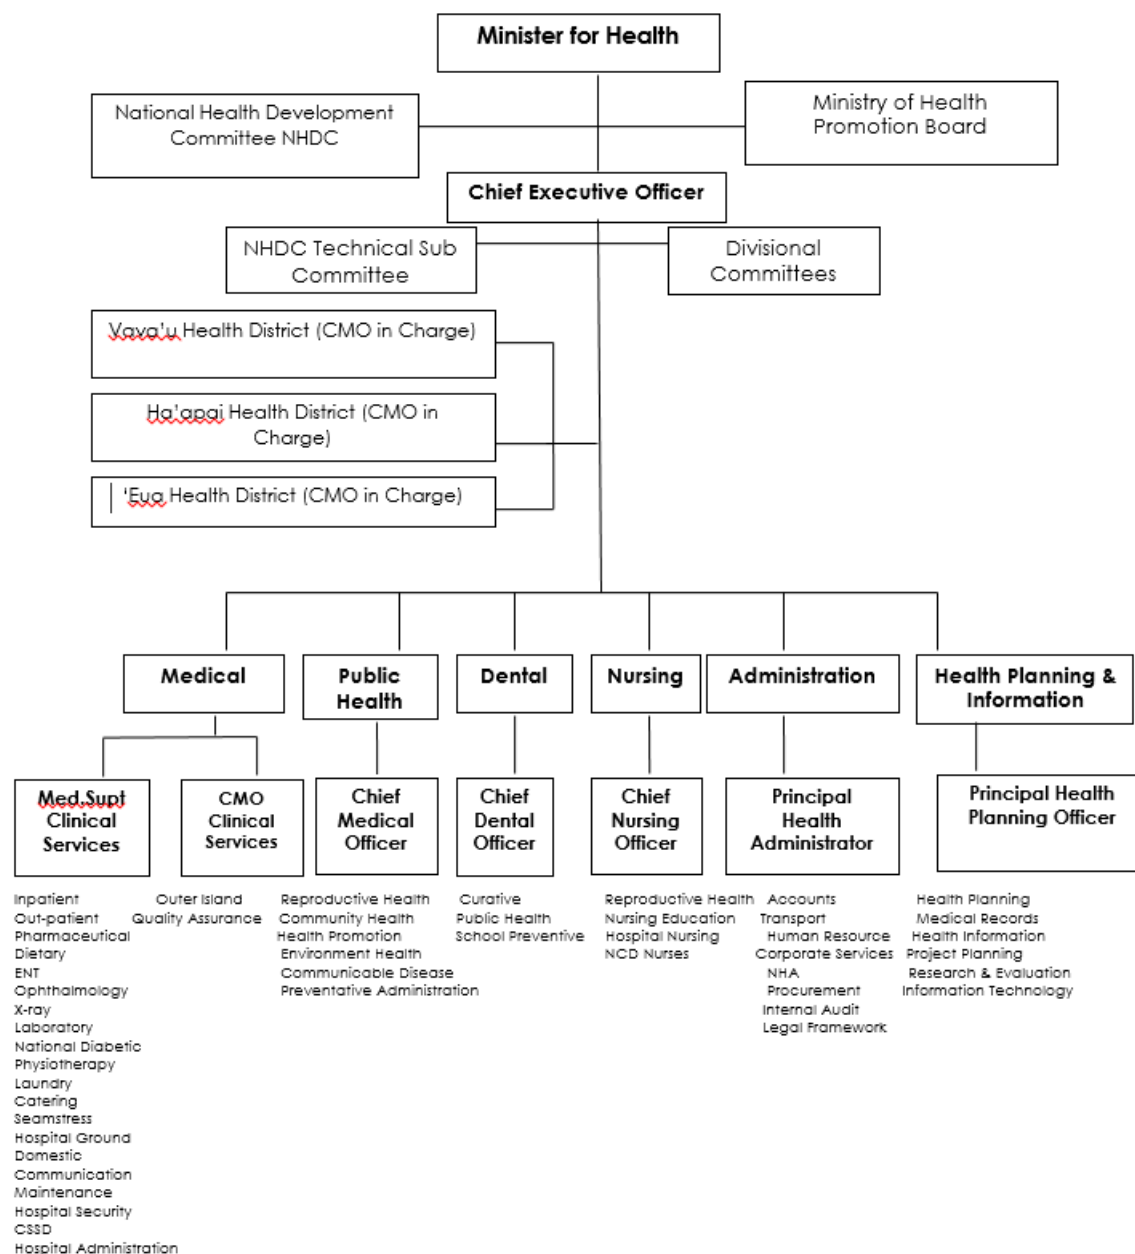 Minister for Health
National Health Development
Committee NHDC
Ministry of Health
Promotion Board
Chief Executive Officer
NHDC Technical Sub
Committee
Divisional
Committees
Vava'u Health District (CMO in Charge)
Ha'apai Health District (CMO in
Charge)
'Eua Health District (CMO in Charge)
Medical
Public
Health
Dental
Nursing
Administration
Health Planning &
Information
Med.Supt
Clinical
Services
CMO
Clinical
Services
Chief
Medical
Officer
Chief
Dental
Officer
Chief
Nursing
Officer
Principal
Health
Administrator
Principal Health
Planning Officer
Inpatient
Out-patient
Pharmaceutical
Dietary
ENT
Ophthalmology
X-ray
Laboratory
National Diabetic
Physiotherapy
Laundry
Catering
Seamstress
Hospital Ground
Domestic
Communication
Maintenance
Hospital Security
CSSD
Hospital Administration
Outer Island
Quality Assurance
Reproductive Health
Community Health
Health Promotion
Environment Health
Communicable Disease
Preventative Administration
Curative
Public Health
School Preventive
Reproductive Health
Nursing Education
Hospital Nursing
NCD Nurses
Accounts
Transport
Human Resource
Corporate Services
NHA
Procurement
Internal Audit
Legal Framework
Health Planning
Medical Records
Health Information
Project Planning
Research & Evaluation
Information Technology